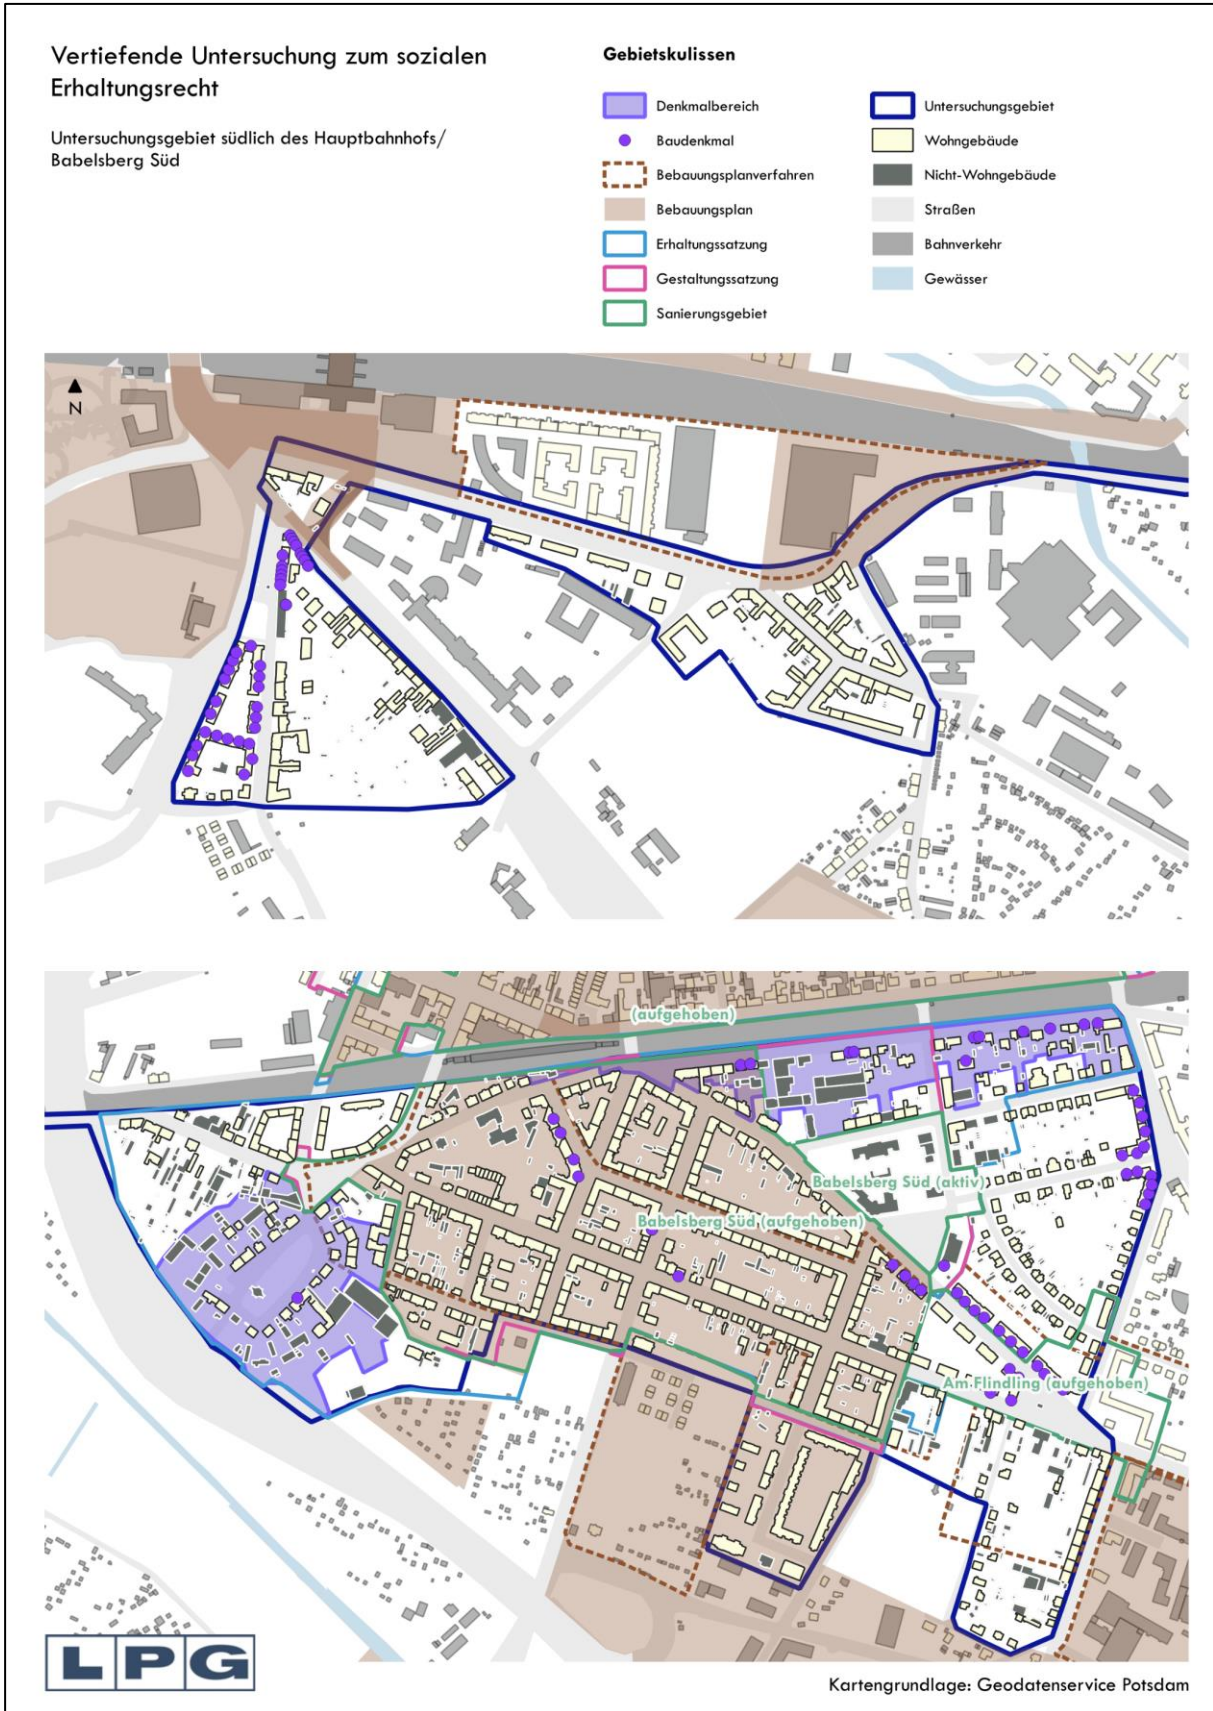 Vertiefende Untersuchung zum sozialen
Erhaltungsrecht
Untersuchungsgebiet südlich des Hauptbahnhofs/
Babelsberg Süd
Gebietskulissen
Denkmalbereich
Baudenkmal
Bebauungsplanverfahren
Bebauungsplan
Erhaltungssatzung
Gestaltungssatzung
Sanierungsgebiet
Untersuchungsgebiet
Wohngebäude
Nicht-Wohngebäude
Straßen
Bahnverkehr
Gewässer
N
(aufgehoben)
Babelsberg Süd (aktiv)
Babelsberg Süd (aufgehoben)
Am Flindling (aufgehoben)
LPG
Kartengrundlage: Geodatenservice Potsdam